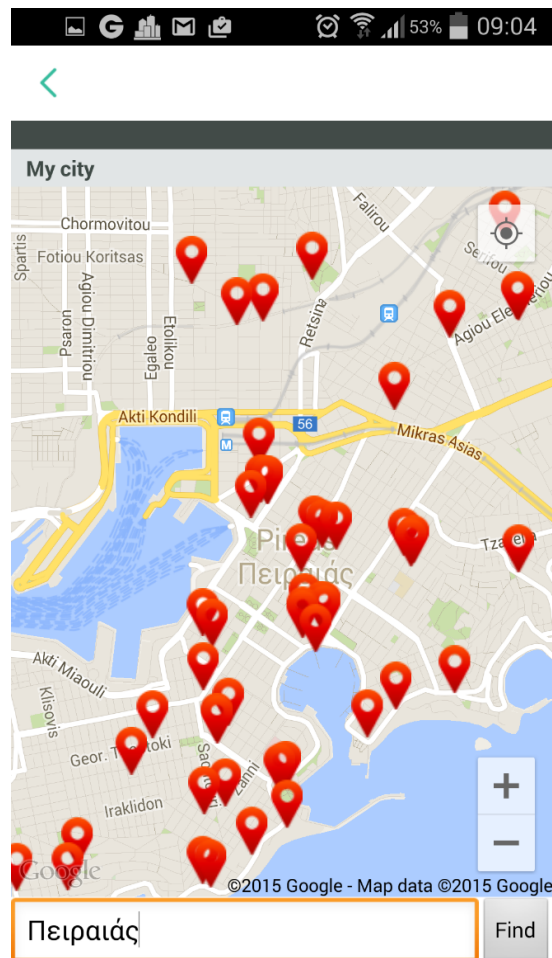 53% 09:04
My city
Falirou
Chormovitou
Spartis
Fotiou Koritsas
Serifou
Agiou Dimitriou
Psaron
Egaleo
Etolikou
Retsina
Agiou Eleftheriou
Akti Kondili
56
M
Mikras Asias
Πειραιάς
Akti Miaouli
Klisovis
Geor.
Zanni
Iraklidon
Google
©2015 Google - Map data ©2015 Google
Πειραιάς
Find